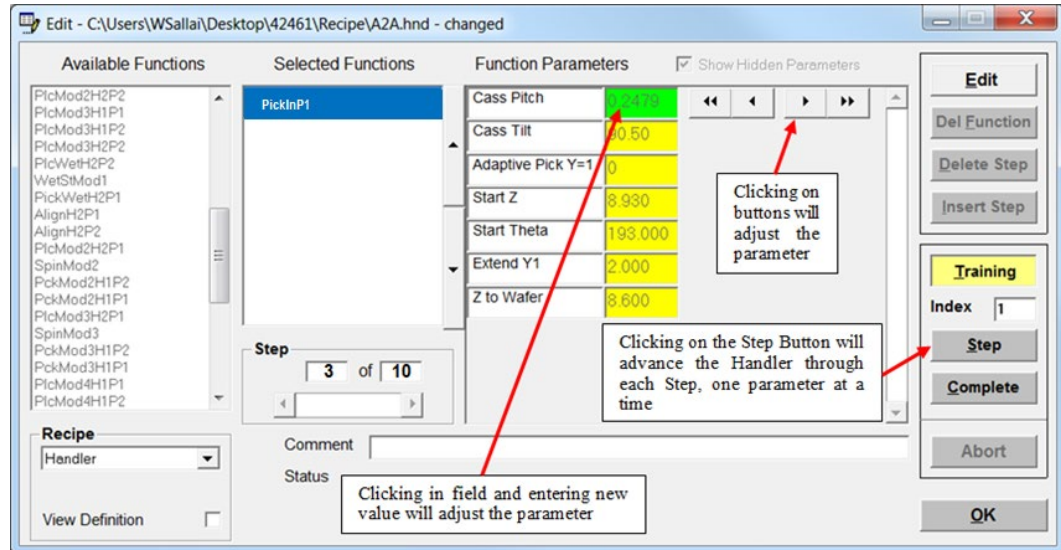 Edit - C:\Users\WSallai\Desktop\42461\Recipe\A2A.hnd - changed
Available Functions
Selected Functions
Function Parameters
Show Hidden Parameters
PlcMod2H2P2
PlcMod3H1P1
PlcMod3H1P2
PlcMod3H2P2
PlcWetH2P2
WetStMod1
PickWetH2P1
AlignH2P1
AlignH2P2
PlcMod2H2P1
SpinMod2
PckMod2H1P2
PckMod2H1P1
PlcMod3H2P1
SpinMod3
PckMod3H1P2
PckMod3H1P1
PlcMod4H1P1
PlcMod4H1P2
PickInP1
Cass Pitch 0.2479
Cass Tilt 90.50
Adaptive Pick Y=1 0
Start Z 8.930
Start Theta 193.000
Extend Y1 2.000
Z to Wafer 8.600
Clicking on
buttons will
adjust the
parameter
Clicking on the Step Button will
advance the Handler through
each Step, one parameter at a
time
Step
3 of 10
Recipe
Handler
View Definition
Comment
Status
Clicking in field and entering new
value will adjust the parameter
Edit
Del Function
Delete Step
Insert Step
Training
Index 1
Step
Complete
Abort
OK